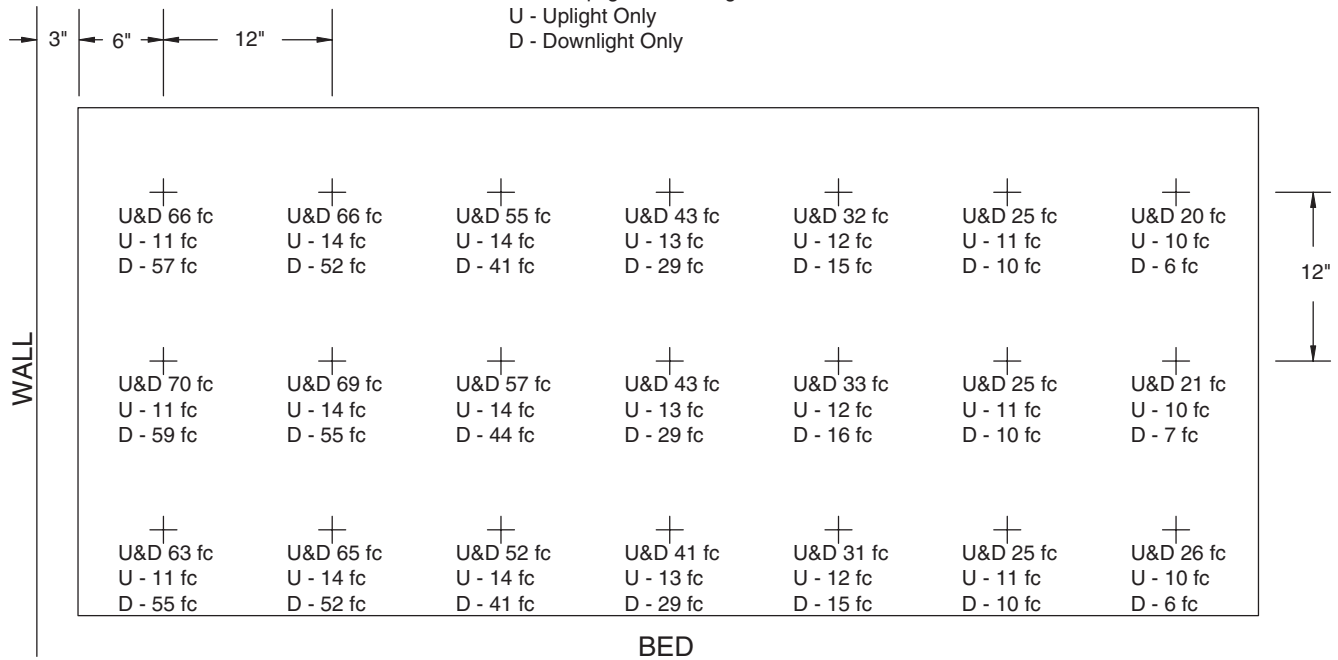 U - Uplight Only
D - Downlight Only
3" 6" 12"
U&D 66 fc U&D 66 fc U&D 55 fc U&D 43 fc U&D 32 fc U&D 25 fc U&D 20 fc
U - 11 fc U - 14 fc U - 14 fc U - 13 fc U - 12 fc U - 11 fc U - 10 fc
D - 57 fc D - 52 fc D - 41 fc D - 29 fc D - 15 fc D - 10 fc D - 6 fc
12"
WALL
U&D 70 fc U&D 69 fc U&D 57 fc U&D 43 fc U&D 33 fc U&D 25 fc U&D 21 fc
U - 11 fc U - 14 fc U - 14 fc U - 13 fc U - 12 fc U - 11 fc U - 10 fc
D - 59 fc D - 55 fc D - 44 fc D - 29 fc D - 16 fc D - 10 fc D - 7 fc
U&D 63 fc U&D 65 fc U&D 52 fc U&D 41 fc U&D 31 fc U&D 25 fc U&D 26 fc
U - 11 fc U - 14 fc U - 14 fc U - 13 fc U - 12 fc U - 11 fc U - 10 fc
D - 55 fc D - 52 fc D - 41 fc D - 29 fc D - 15 fc D - 10 fc D - 6 fc
BED